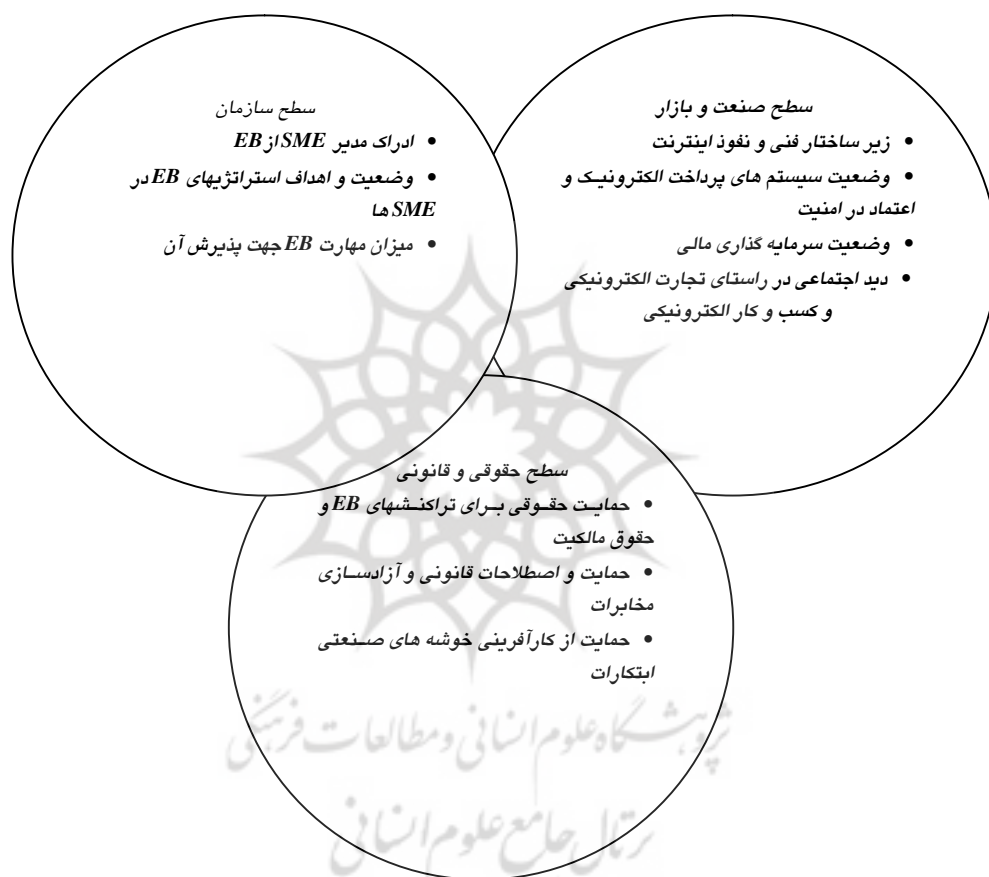 سطح صنعت و بازار
• زیر ساختار فنی و نفوذ اینترنت
• وضعیت سیستم های پرداخت الکترونیک و
اعتماد در امنیت
• وضعیت سرمایه گذاری مالی
• دید اجتماعی در راستای تجارت الکترونیکی
و کسب و کار الکترونیکی
سطح سازمان
• ادراک مدیر SME از EB
• وضعیت و اهداف استراتژیهای EB در
SME ها
• میزان مهارت EB جهت پذیرش آن
سطح حقوقی و قانونی
• حمایت حقوقی برای تراکنشهای EB و
حقوق مالکیت
• حمایت و اصطلاحات قانونی و آزادسازی
مخابرات
• حمایت از کارآفرینی خوشه های صنعتی
ابتکارات
پژوهشگاه علوم انسانی و مطالعات فرهنگی
پرتال جامع علوم انسانی